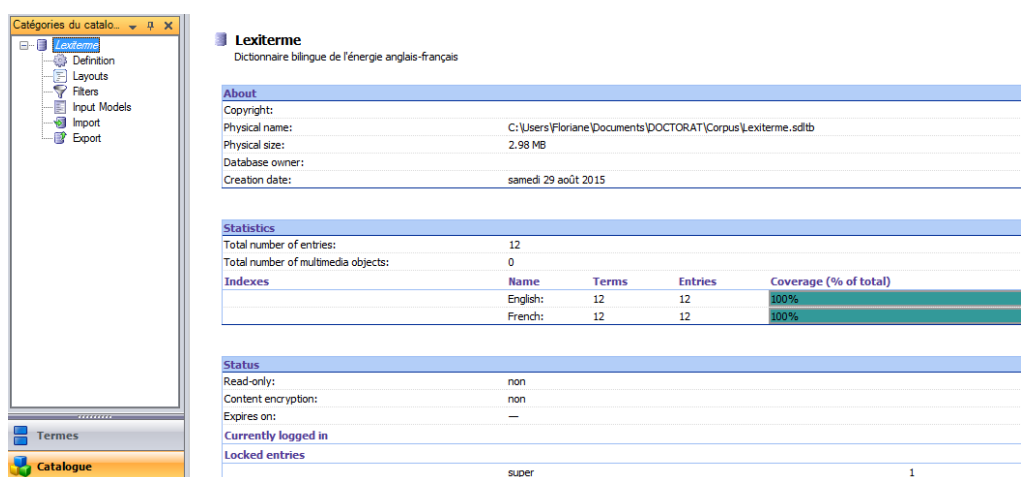 Catégories du catalo...
Lexiterme
Definition
Layouts
Filters
Input Models
Import
Export
Termes
Catalogue
Lexiterme
Dictionnaire bilingue de l'énergie anglais-français
About
Copyright:
Physical name: C:\Users\Floriane\Documents\DOCTORAT\Corpus\Lexiterme.sdltb
Physical size: 2.98 MB
Database owner:
Creation date: samedi 29 août 2015
Statistics
Total number of entries: 12
Total number of multimedia objects: 0
Indexes Name Terms Entries Coverage (% of total)
English: 12 12 100%
French: 12 12 100%
Status
Read-only: non
Content encryption: non
Expires on: —
Currently logged in
Locked entries
super 1